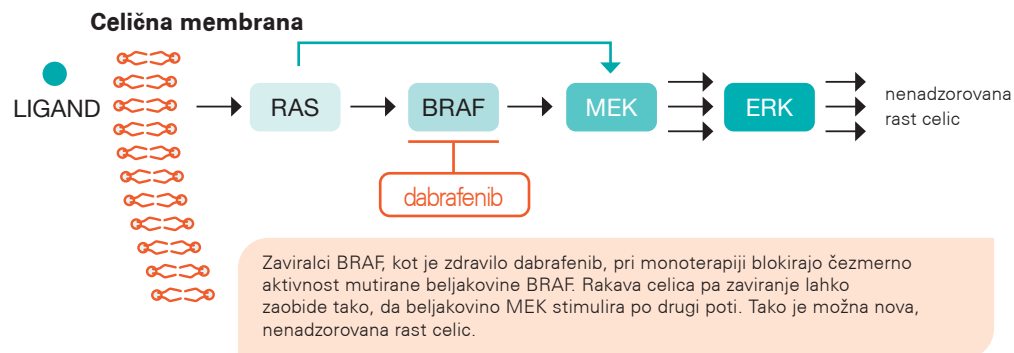 Celična membrana
LIGAND
RAS
BRAF
MEK
ERK
nenadzorovana
rast celic
dabrafenib
Zaviralci BRAF, kot je zdravilo dabrafenib, pri monoterapiji blokirajo čezmerno
aktivnost mutirane beljakovine BRAF. Rakava celica pa zaviranje lahko
zaobide tako, da beljakovino MEK stimulira po drugi poti. Tako je možna nova,
nenadzorovana rast celic.